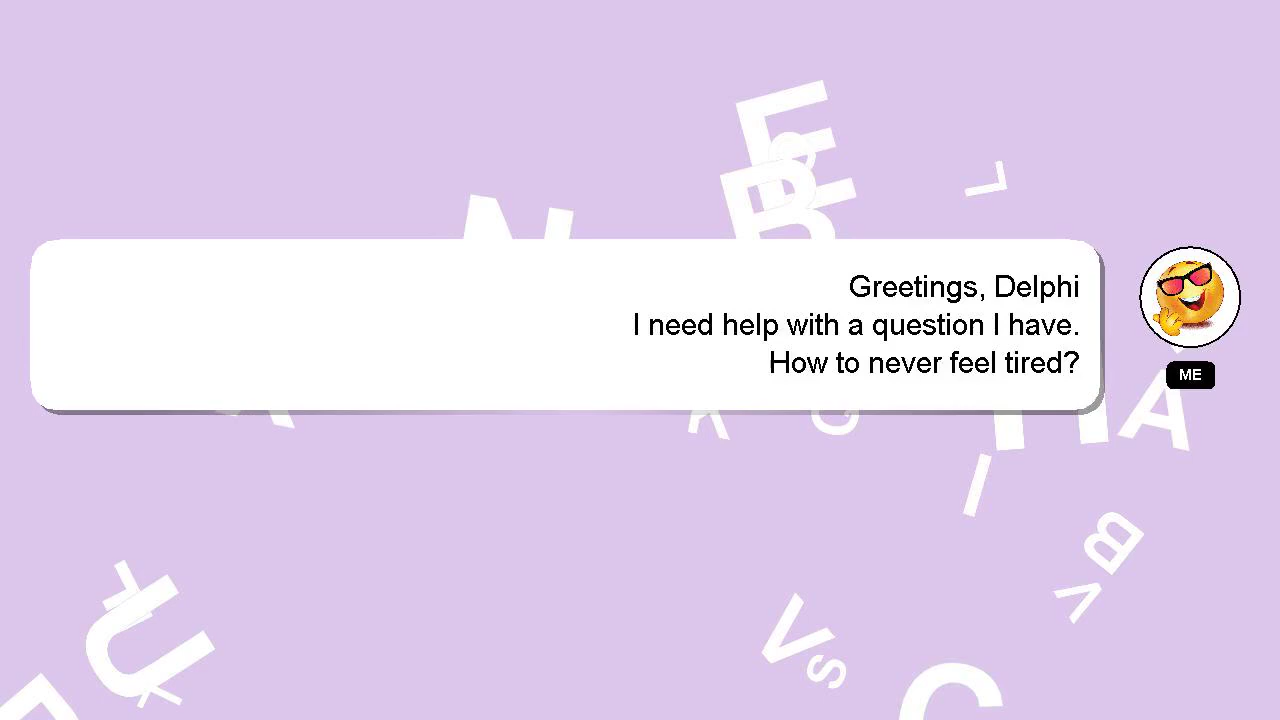 Greetings, Delphi
I need help with a question I have.
How to never feel tired?
ME